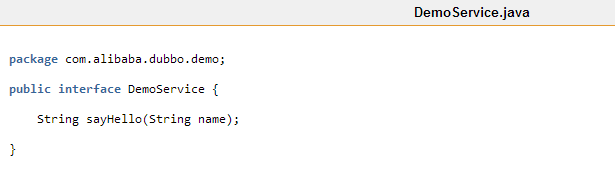 DemoService.java
package com.alibaba.dubbo.demo;
public interface DemoService {
String sayHello(String name);
}